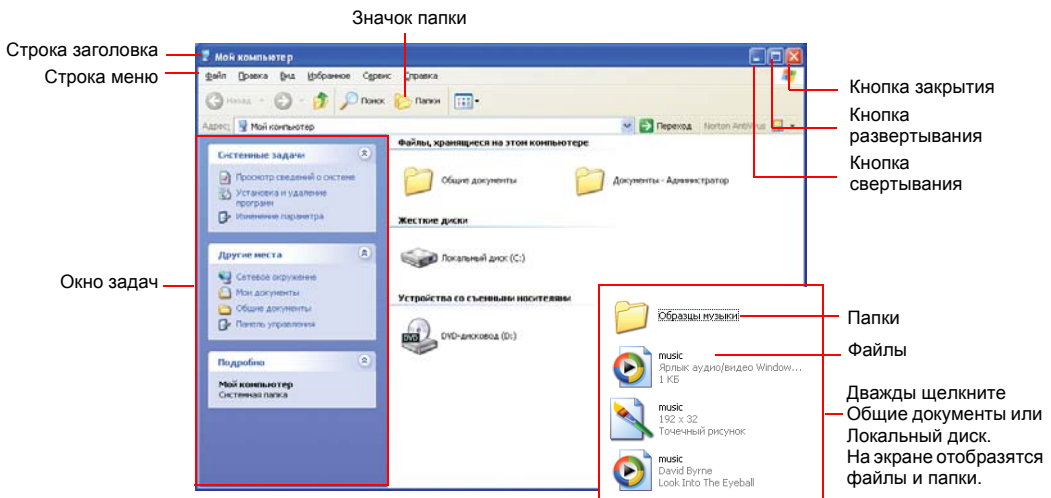 Значок папки
Строка заголовка
Строка меню
Мой компьютер
Файл Правка Вид Избранное Сервис Справка
Назад Поиск Папки
Адрес: Мой компьютер Переход Norton AntiVirus
Кнопка закрытия
Кнопка
развертывания
Кнопка
свертывания
Окно задач
Системные задачи
Просмотр сведений о системе
Установка и удаление
программ
Изменение параметра
Другие места
Сетевое окружение
Мои документы
Общие документы
Панель управления
Подробно
Мой компьютер
Системная папка
Файлы, хранящиеся на этом компьютере
Общие документы
Документы - Администратор
Жесткие диски
Локальный диск (C:)
Устройства со съемными носителями
DVD
DVD-дисковод (D:)
Образцы музыки
music
Ярлык аудио/видео Window...
1 КБ
music
192 x 32
Точечный рисунок
music
David Byrne
Look Into The Eyeball
Папки
Файлы
Дважды щелкните
Общие документы или
Локальный диск.
На экране отобразятся
файлы и папки.